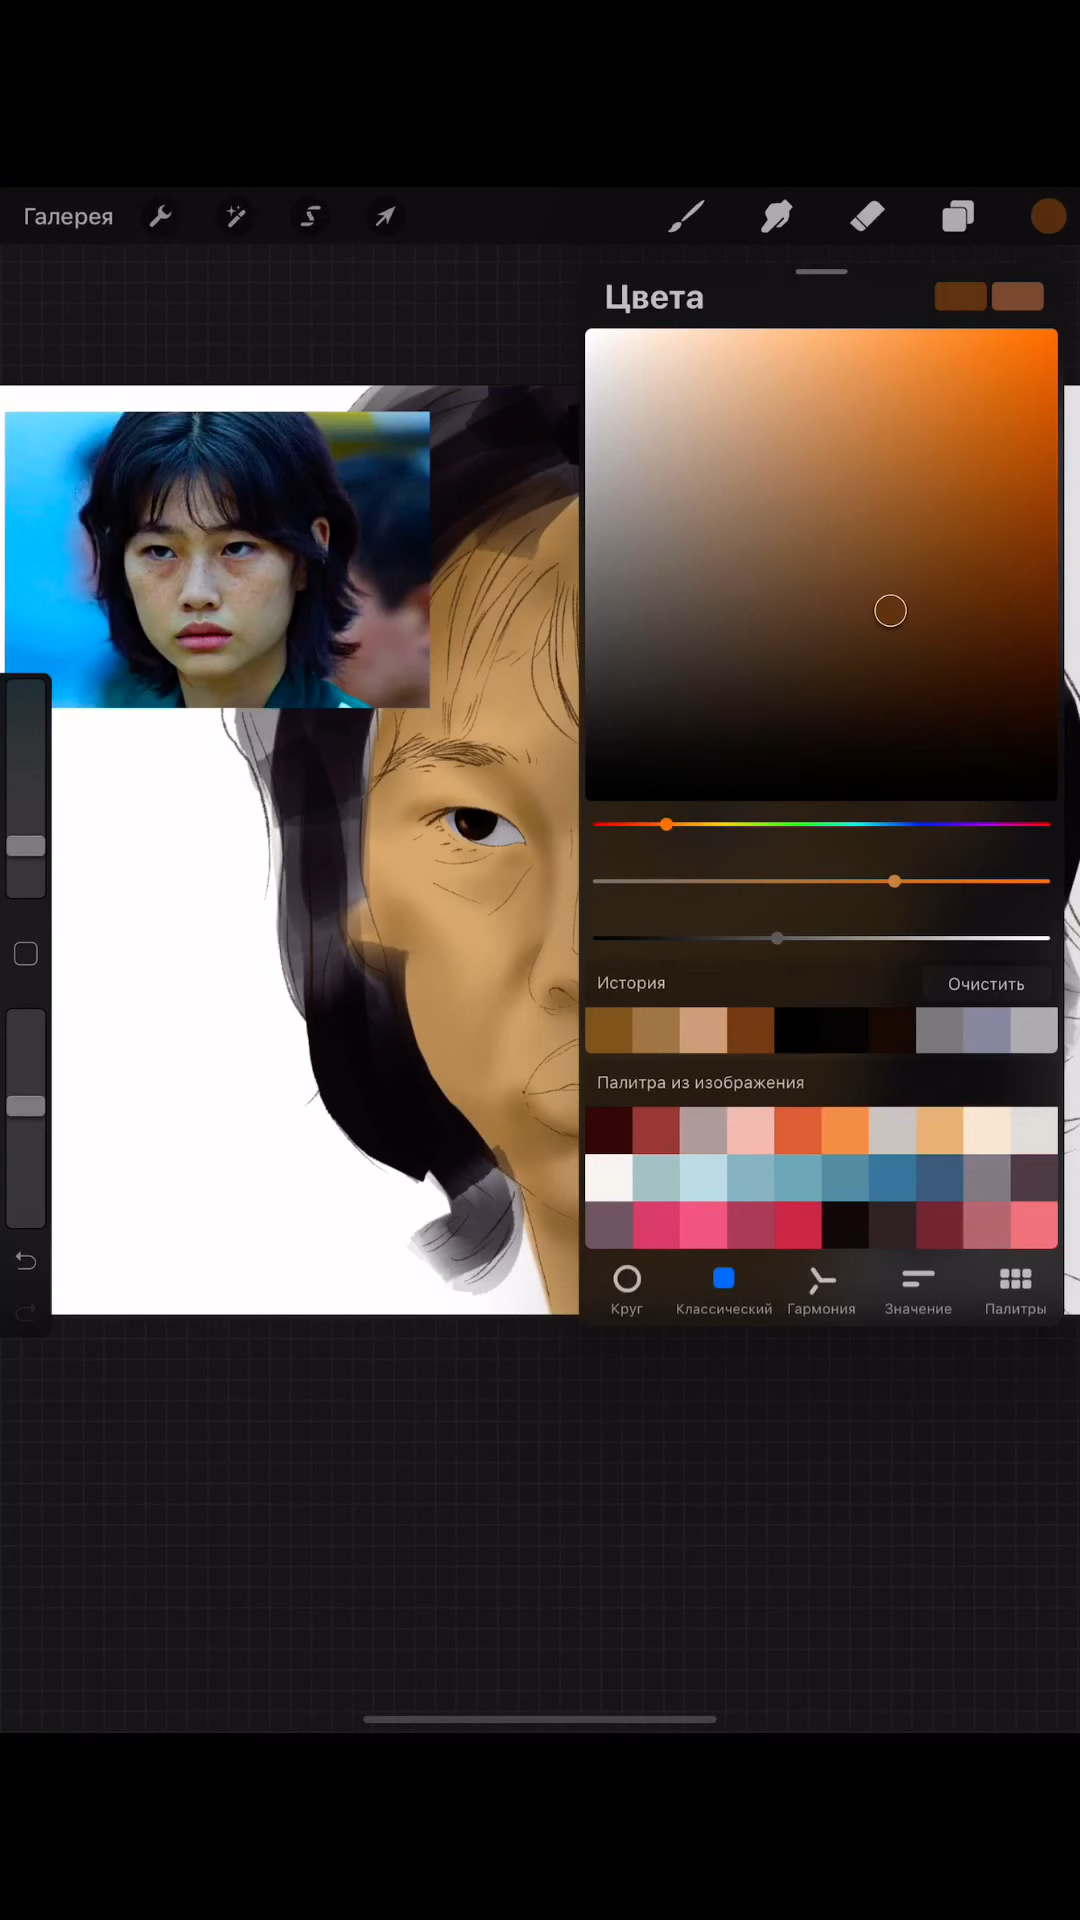 Галерея
Цвета
История
Очистить
Палитра из изображения
Круг
Классический
Гармония
Значение
Палитры